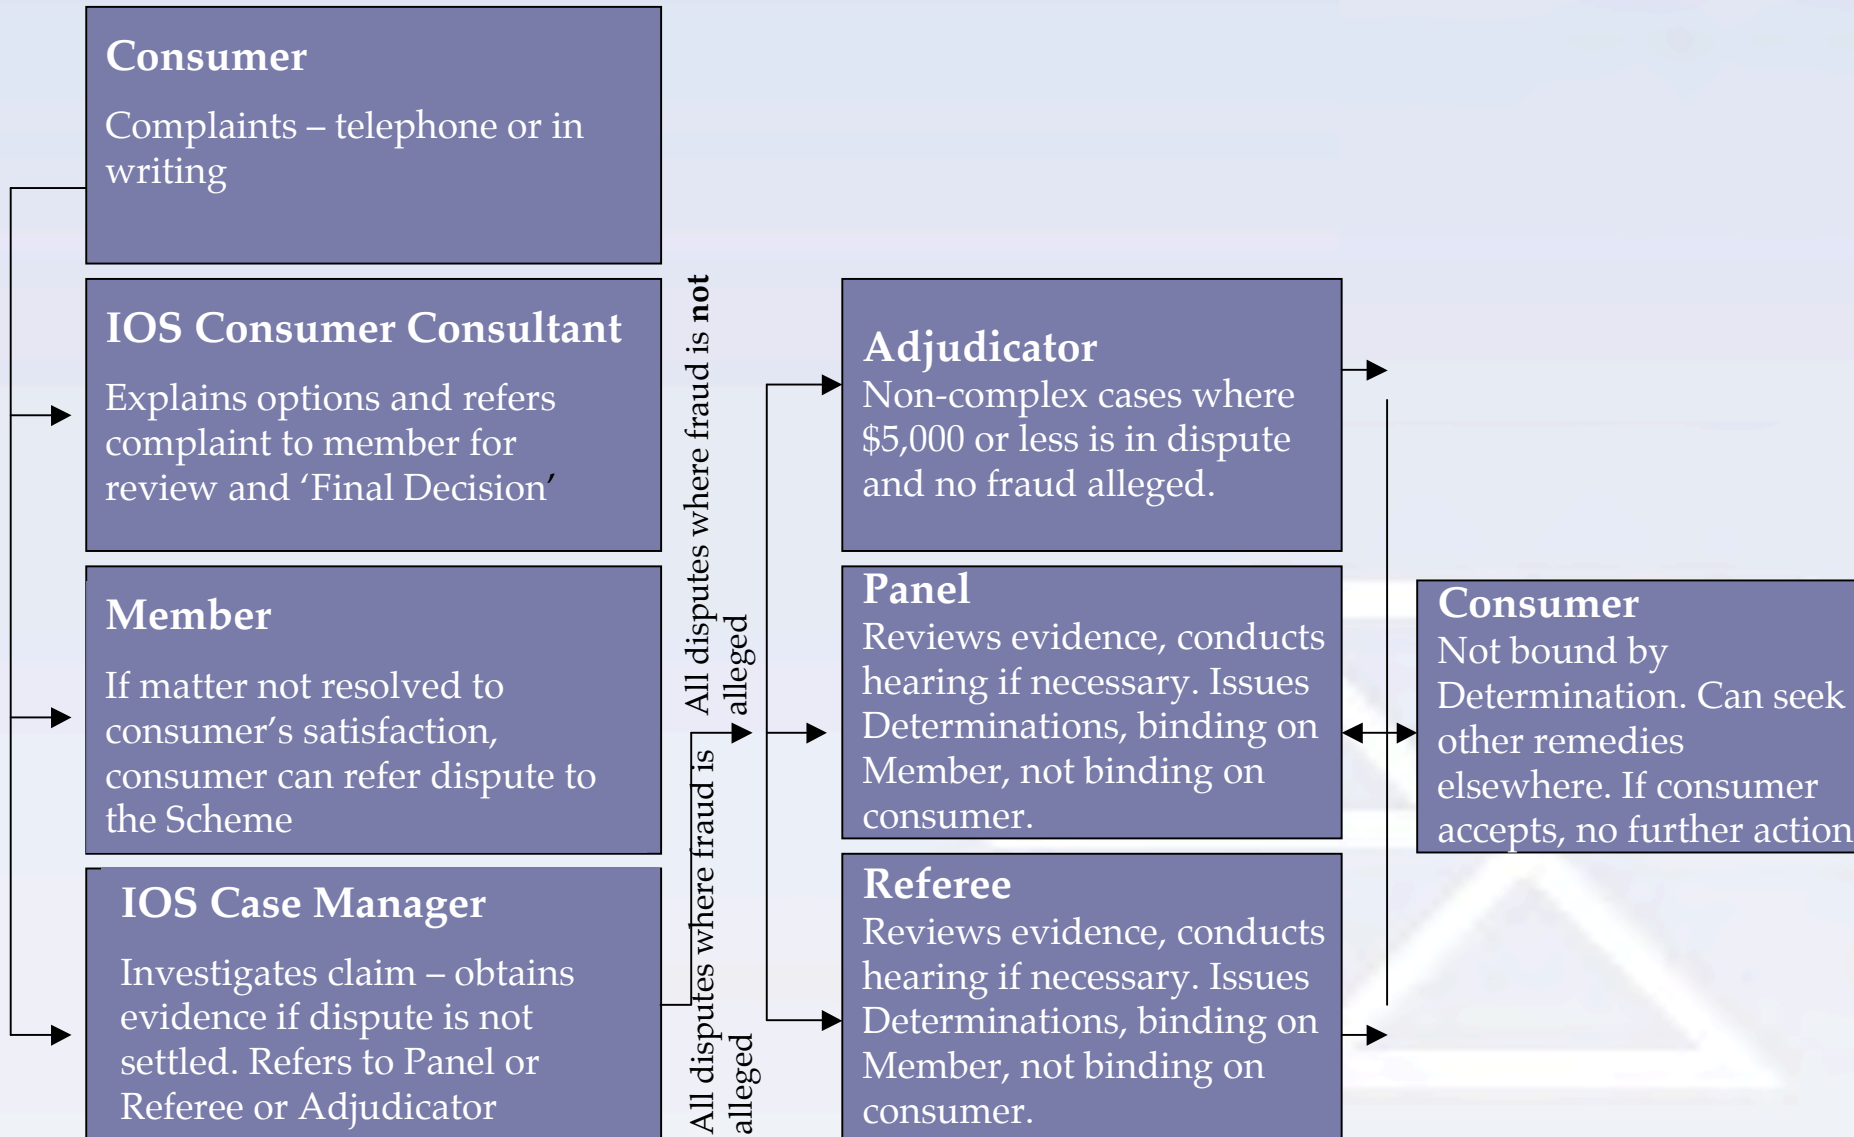 Consumer
Complaints – telephone or in
writing
IOS Consumer Consultant
Explains options and refers
complaint to member for
review and ‘Final Decision’
Member
If matter not resolved to
consumer’s satisfaction,
consumer can refer dispute to
the Scheme
IOS Case Manager
Investigates claim – obtains
evidence if dispute is not
settled. Refers to Panel or
Referee or Adjudicator
All disputes where fraud is not
alleged
All disputes where fraud is
alleged
Adjudicator
Non-complex cases where
$5,000 or less is in dispute
and no fraud alleged.
Panel
Reviews evidence, conducts
hearing if necessary. Issues
Determinations, binding on
Member, not binding on
consumer.
Referee
Reviews evidence, conducts
hearing if necessary. Issues
Determinations, binding on
Member, not binding on
consumer.
Consumer
Not bound by
Determination. Can seek
other remedies
elsewhere. If consumer
accepts, no further action